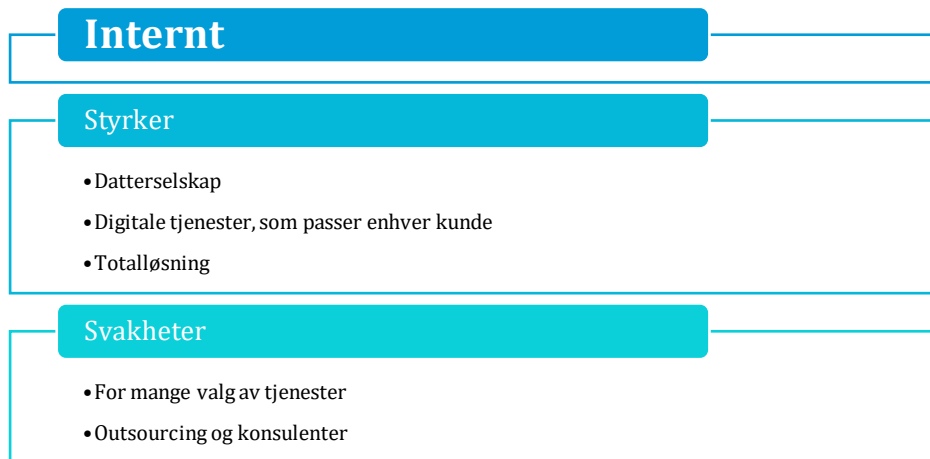 Internt
Styrker
•Datterselskap
•Digitale tjenester, som passer enhver kunde
•Totalløsning
Svakheter
•For mange valg av tjenester
•Outsourcing og konsulenter